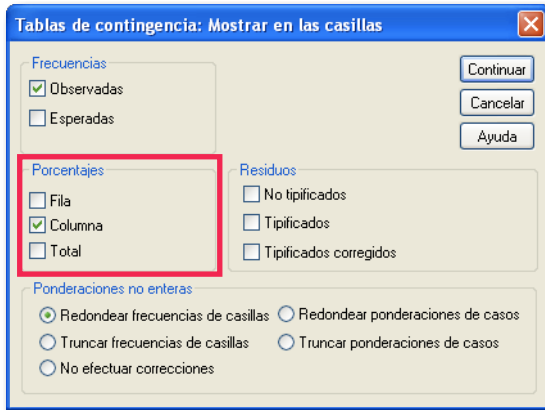 Tablas de contingencia: Mostrar en las casillas
Frecuencias
Observadas
Esperadas
Continuar
Cancelar
Ayuda
Porcentajes
Fila
Columna
Total
Residuos
No tipificados
Tipificados
Tipificados corregidos
Ponderaciones no enteras
Redondear frecuencias de casillas
Redondear ponderaciones de casos
Truncar frecuencias de casillas
Truncar ponderaciones de casos
No efectuar correcciones